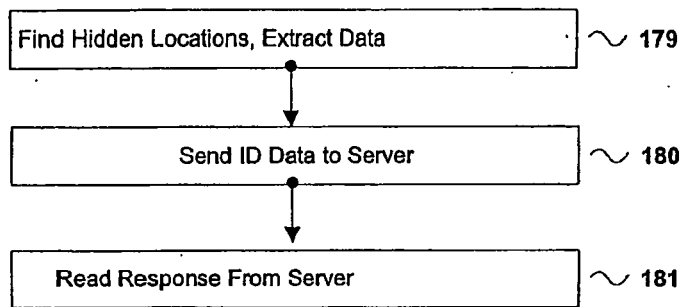 Find Hidden Locations, Extract Data 179
Send ID Data to Server 180
Read Response From Server 181